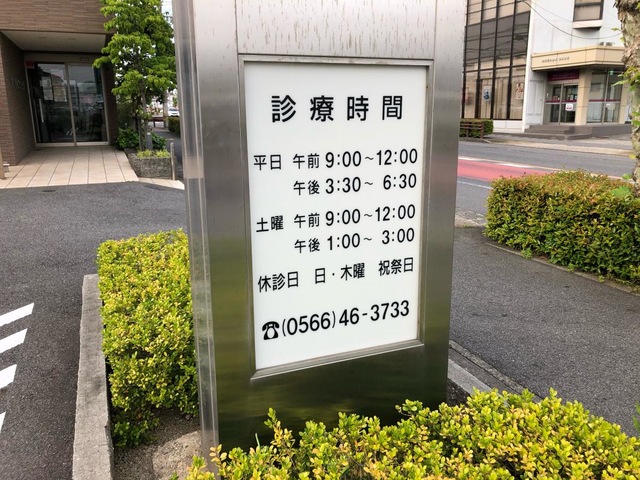 診療時間
平日 午前 9:00～12:00
午後 3:30～ 6:30
土曜 午前 9:00～12:00
午後 1:00～ 3:00
休診日 日・木曜 祝祭日
☎(0566)46-3733